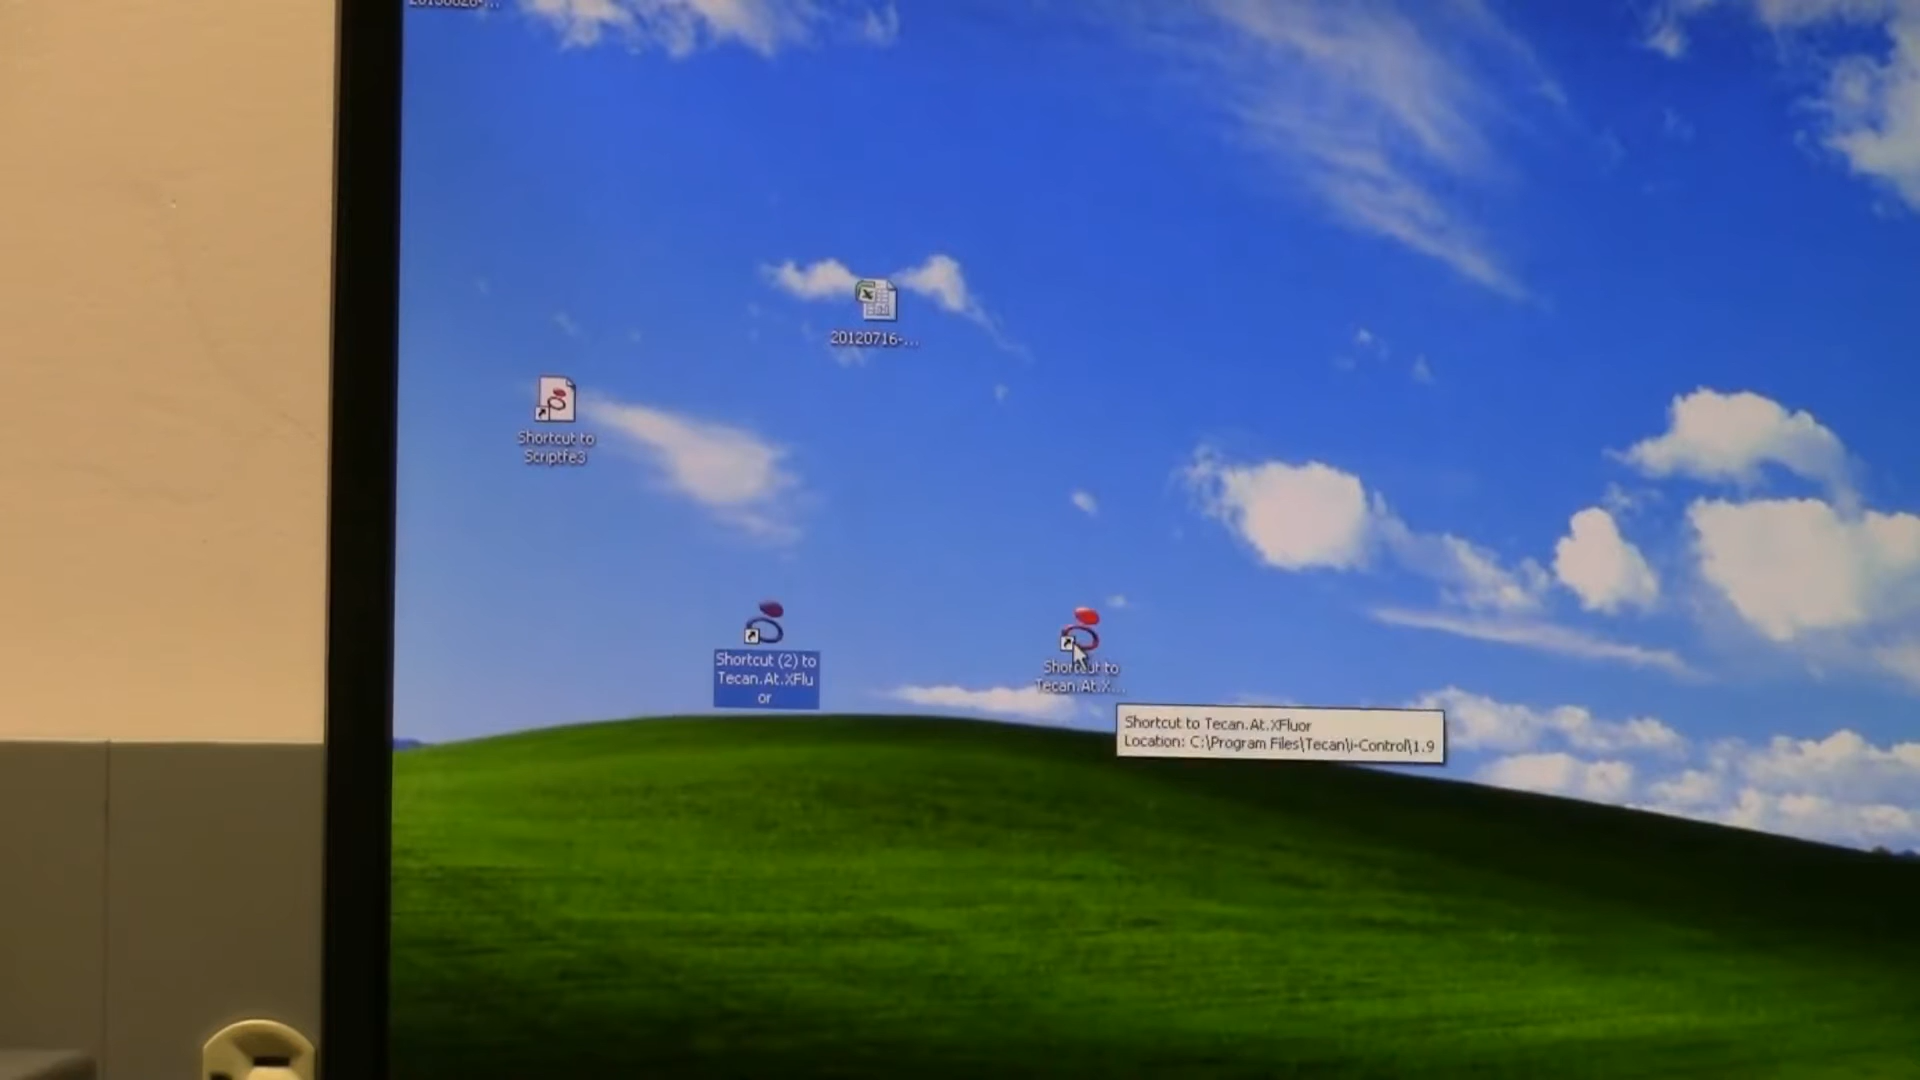 20120716-...
Shortcut to
Scriptfe3
Shortcut (2) to
Tecan.At.XFlu
or
Shortcut to
Tecan.At.X...
Shortcut to Tecan.At.XFluor
Location: C:\Program Files\Tecan\i-Control\1.9